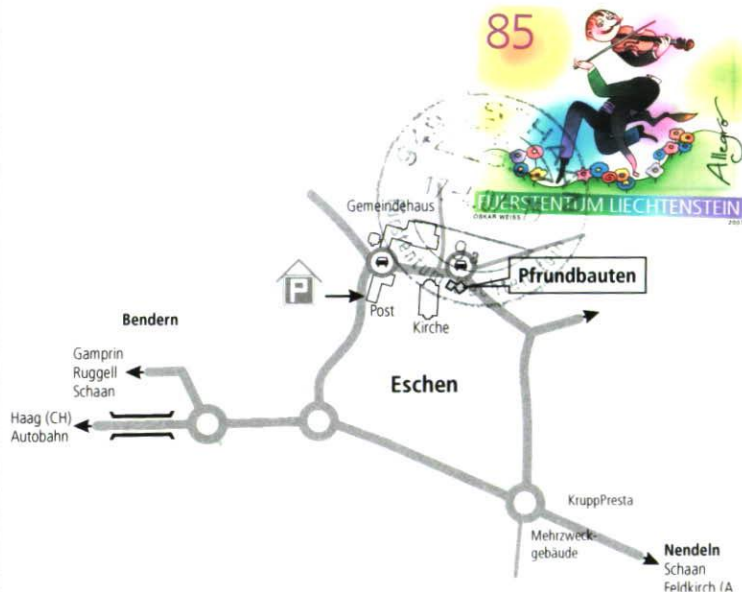 85
Allegro
FUERSTENTUM LIECHTENSTEIN
OSKAR WEISS
Gemeindehaus
Pfrundbauten
P
Post
Kirche
Bendern
Gamprin
Ruggell
Schaan
Eschen
Haag (CH)
Autobahn
KruppPresta
Mehrzweck-
gebäude
Nendeln
Schaan
Feldkirch (A